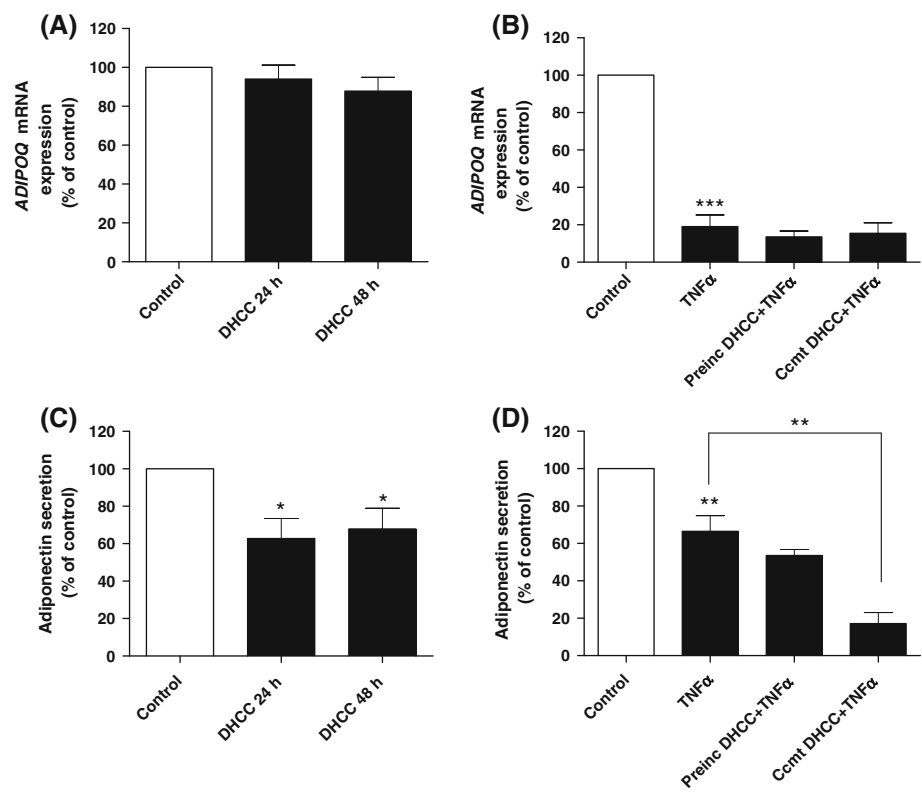 (A)
ADIPOQ mRNA
expression
(% of control)
120
100
80
60
40
20
0
Control
DHCC 24 h
DHCC 48 h
(B)
ADIPOQ mRNA
expression
(% of control)
120
100
80
60
40
20
0
***
Control
TNFα
Preinc DHCC+TNFα
Ccmt DHCC+TNFα
(C)
Adiponectin secretion
(% of control)
120
100
80
60
40
20
0
*
*
Control
DHCC 24 h
DHCC 48 h
(D)
Adiponectin secretion
(% of control)
120
100
80
60
40
20
0
**
**
Control
TNFα
Preinc DHCC+TNFα
Ccmt DHCC+TNFα